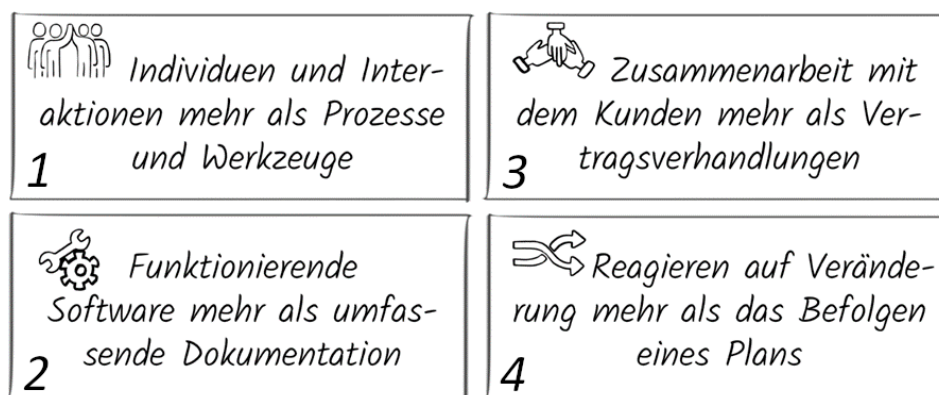 Individuen und Inter-
aktionen mehr als Prozesse
und Werkzeuge
1
Funktionierende
Software mehr als umfas-
sende Dokumentation
2
Zusammenarbeit mit
dem Kunden mehr als Ver-
tragsverhandlungen
3
Reagieren auf Verände-
rung mehr als das Befolgen
eines Plans
4